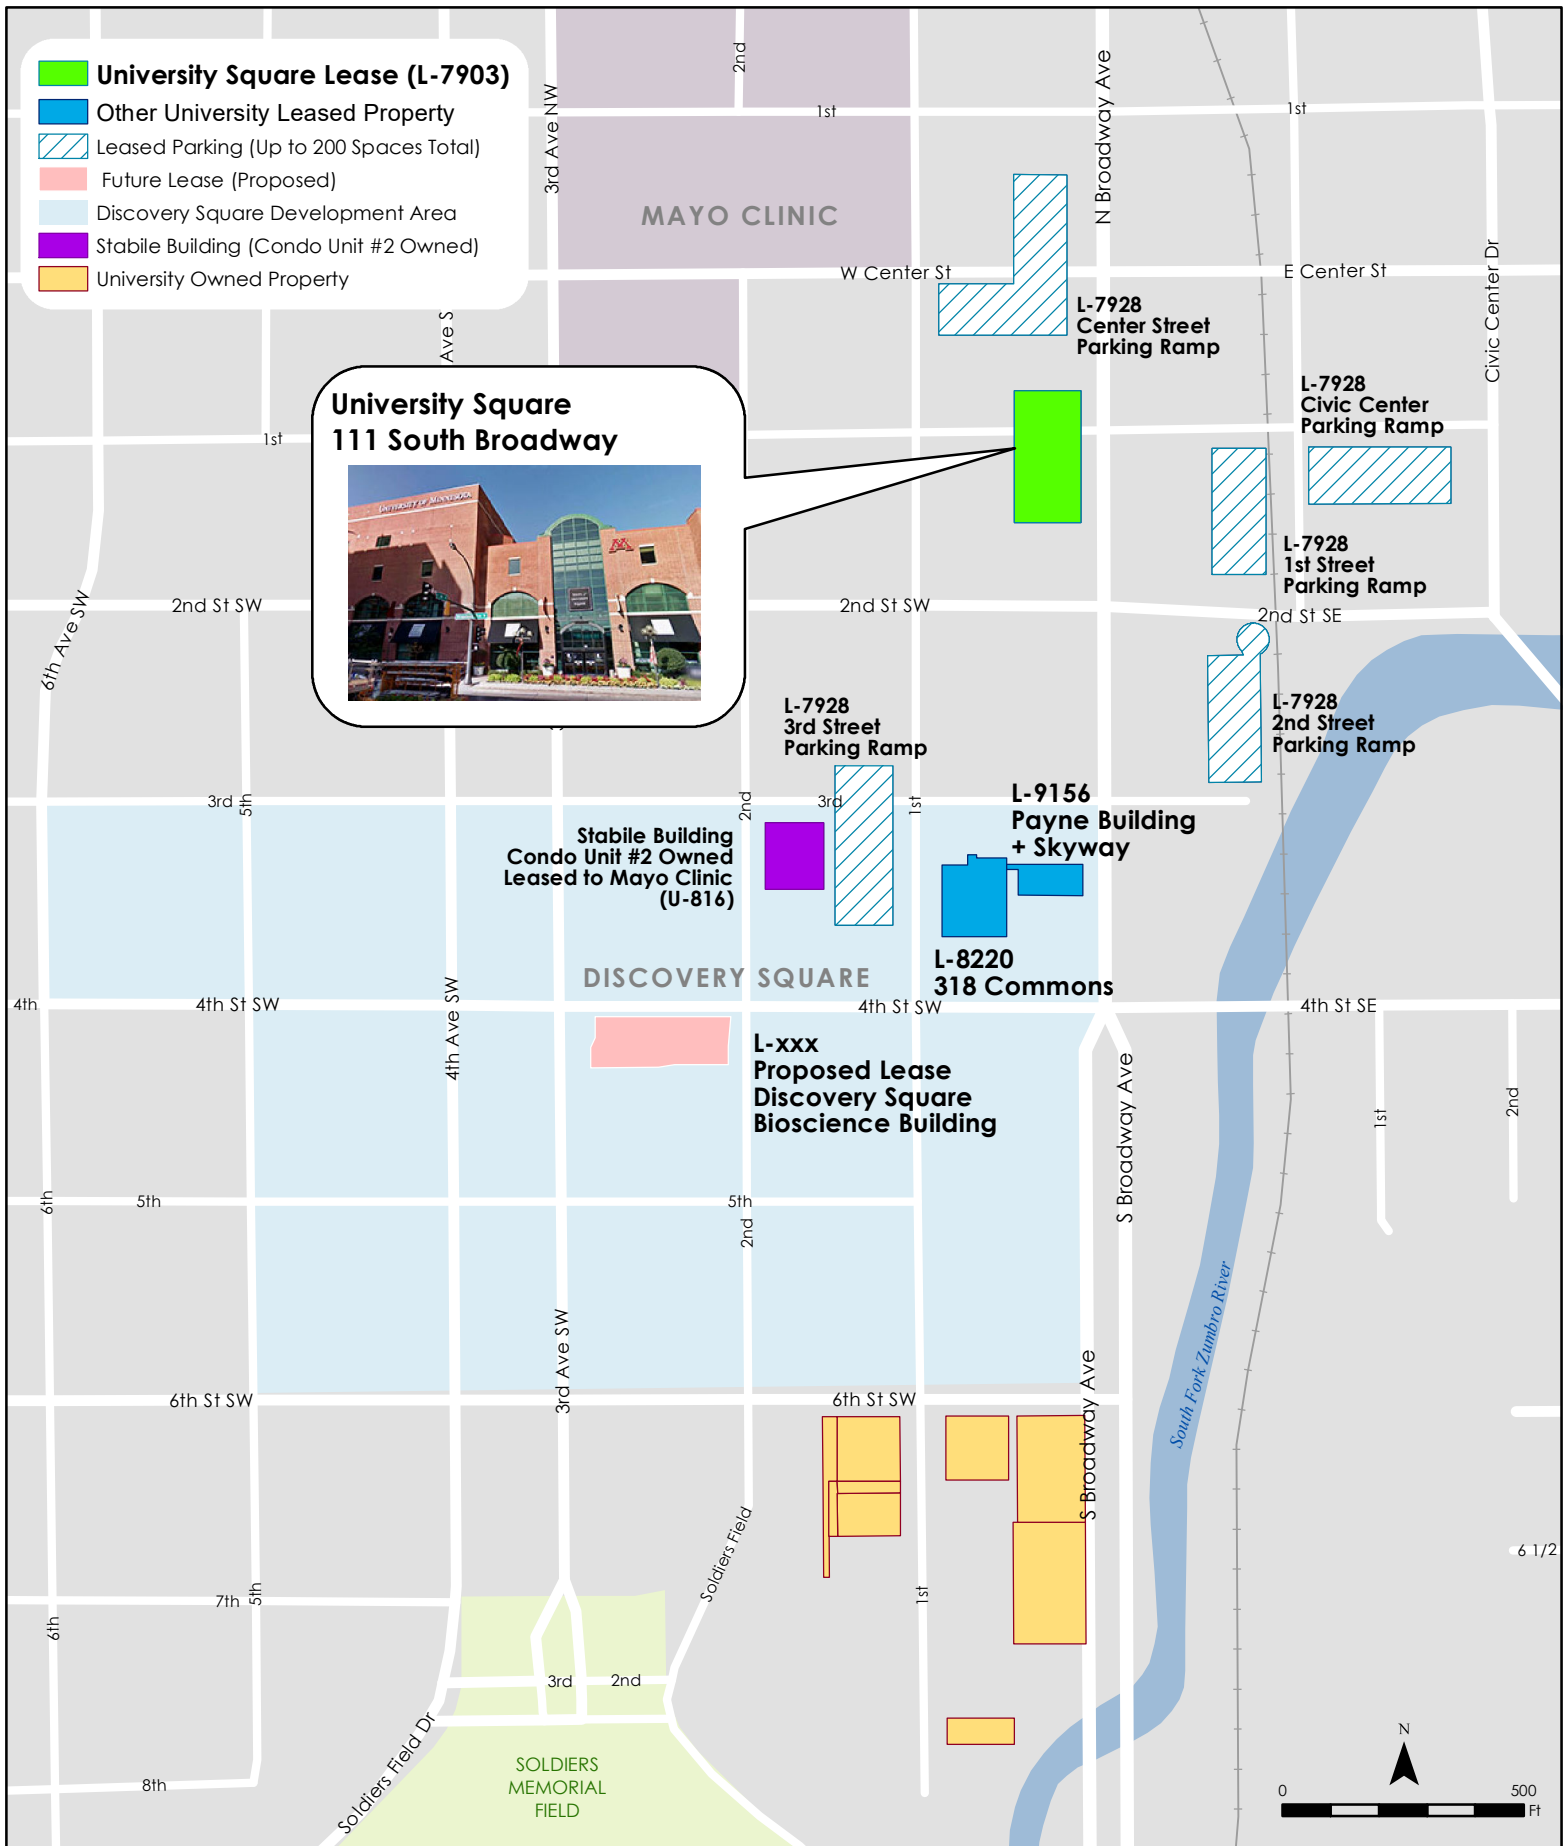 University Square Lease (L-7903)
Other University Leased Property
Leased Parking (Up to 200 Spaces Total)
Future Lease (Proposed)
Discovery Square Development Area
Stabile Building (Condo Unit #2 Owned)
University Owned Property
2nd
3rd Ave NW
1st
N Broadway Ave
1st
MAYO CLINIC
W Center St
E Center St
Civic Center Dr
Ave S
L-7928
Center Street
Parking Ramp
L-7928
Civic Center
Parking Ramp
University Square
111 South Broadway
UNIVERSITY OF MINNESOTA
M
1st
L-7928
1st Street
Parking Ramp
6th Ave SW
2nd St SW
2nd St SW
2nd St SE
L-7928
3rd Street
Parking Ramp
L-7928
2nd Street
Parking Ramp
3rd
5th
2nd
3rd
1st
L-9156
Payne Building
+ Skyway
Stabile Building
Condo Unit #2 Owned
Leased to Mayo Clinic
(U-816)
L-8220
318 Commons
DISCOVERY SQUARE
4th
4th St SW
4th Ave SW
4th St SW
4th St SE
L-xxx
Proposed Lease
Discovery Square
Bioscience Building
S Broadway Ave
1st
2nd
6th
5th
5th
2nd
South Fork Zumbro River
3rd Ave SW
6th St SW
6th St SW
S Broadway Ave
Soldiers Field
6 1/2
7th
5th
6th
1st
3rd
2nd
Soldiers Field Dr
8th
SOLDIERS
MEMORIAL
FIELD
N
0
500
Ft